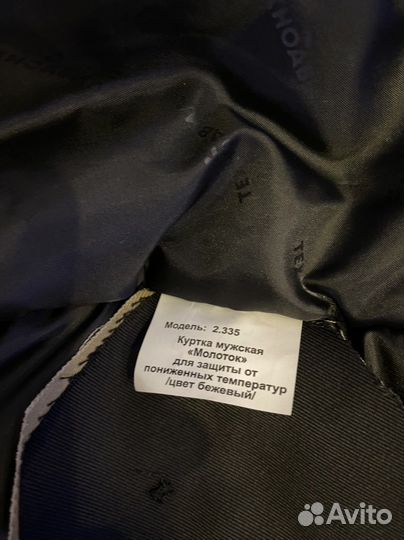 Модель: 2.335
Куртка мужская
«Молоток»
для защиты от
пониженных температур
/цвет бежевый/
Avito